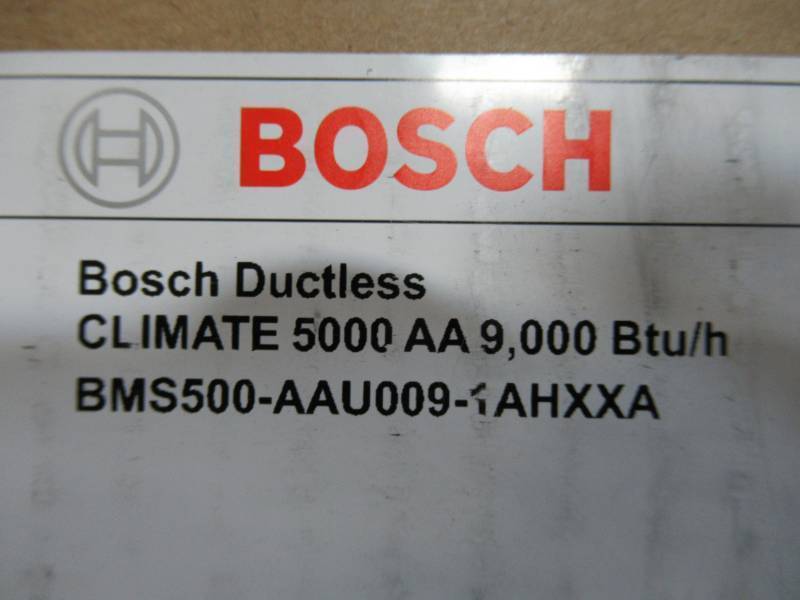 BOSCH
Bosch Ductless
CLIMATE 5000 AA 9,000 Btu/h
BMS500-AAU009-1AHXXA